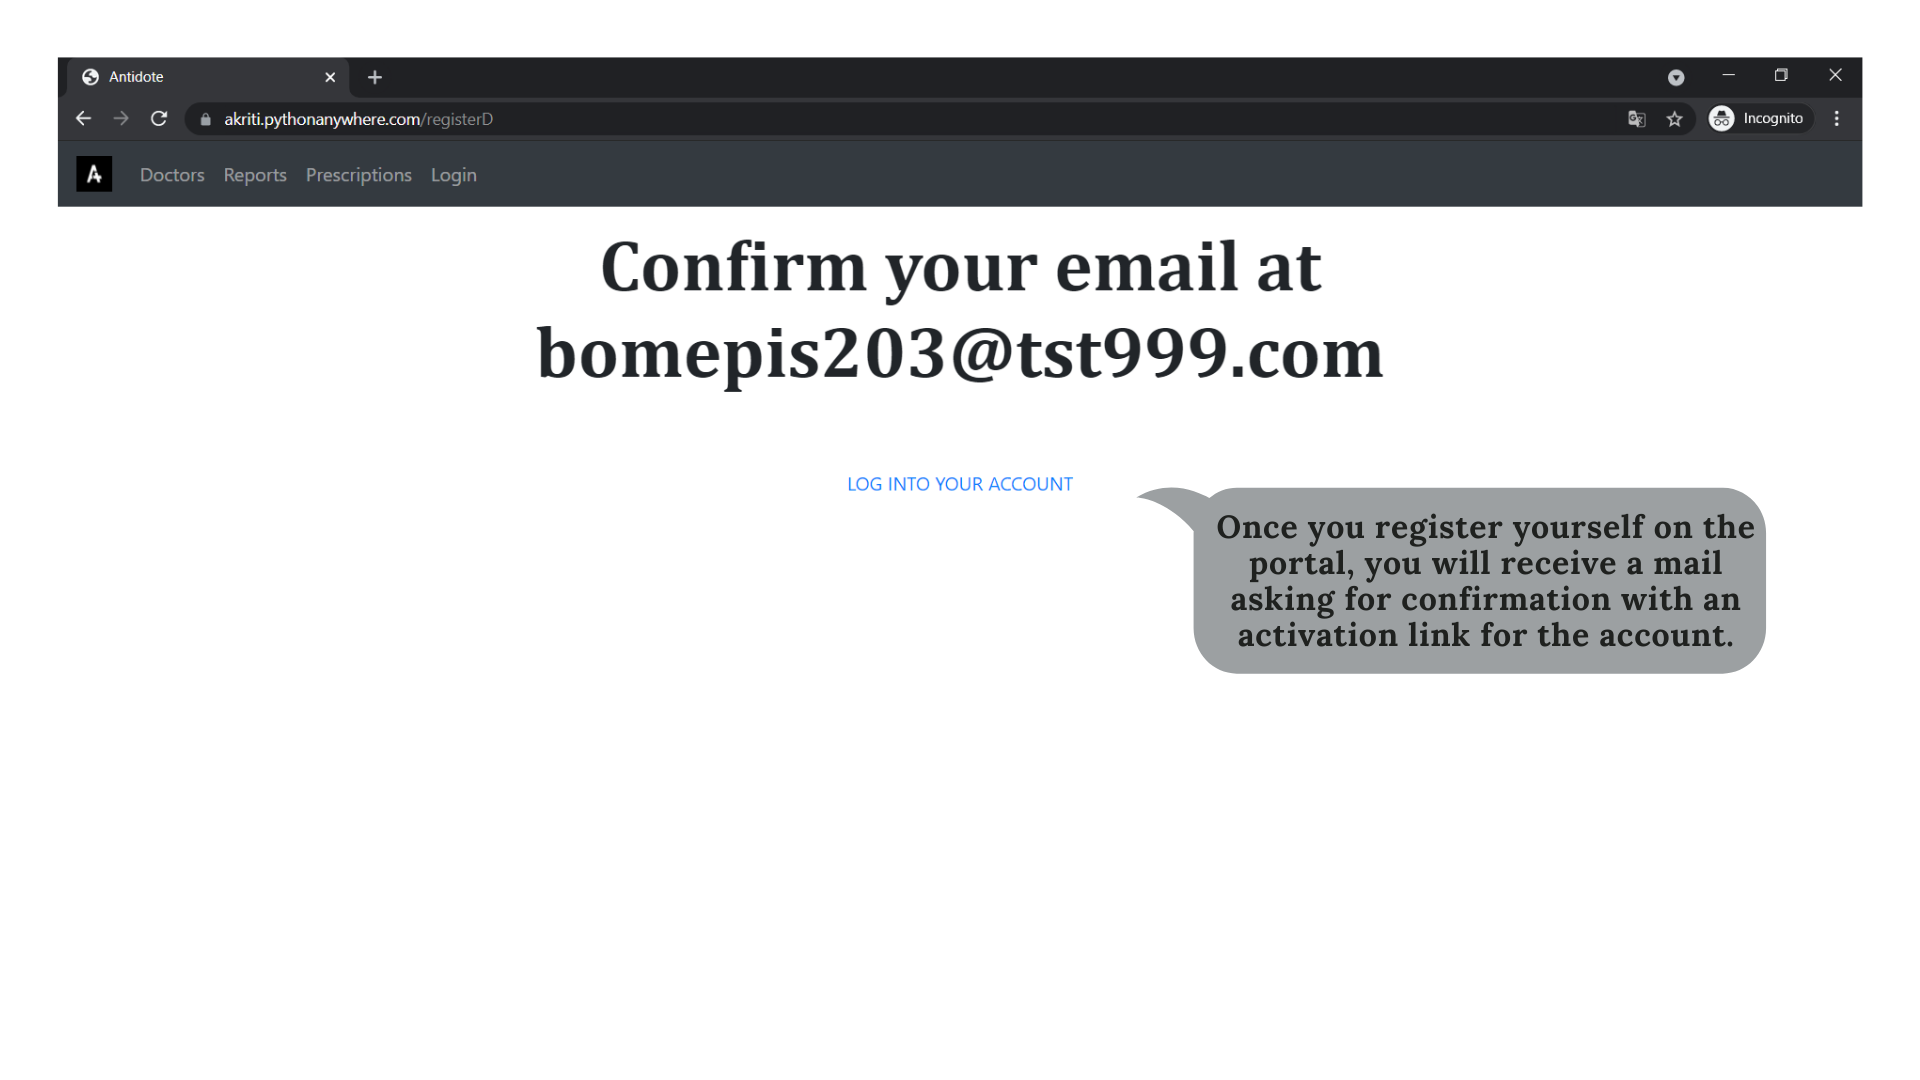 Antidote
akriti.pythonanywhere.com/registerD
Incognito
A
Doctors Reports Prescriptions Login
Confirm your email at
bomepis203@tst999.com
LOG INTO YOUR ACCOUNT
Once you register yourself on the
portal, you will receive a mail
asking for confirmation with an
activation link for the account.